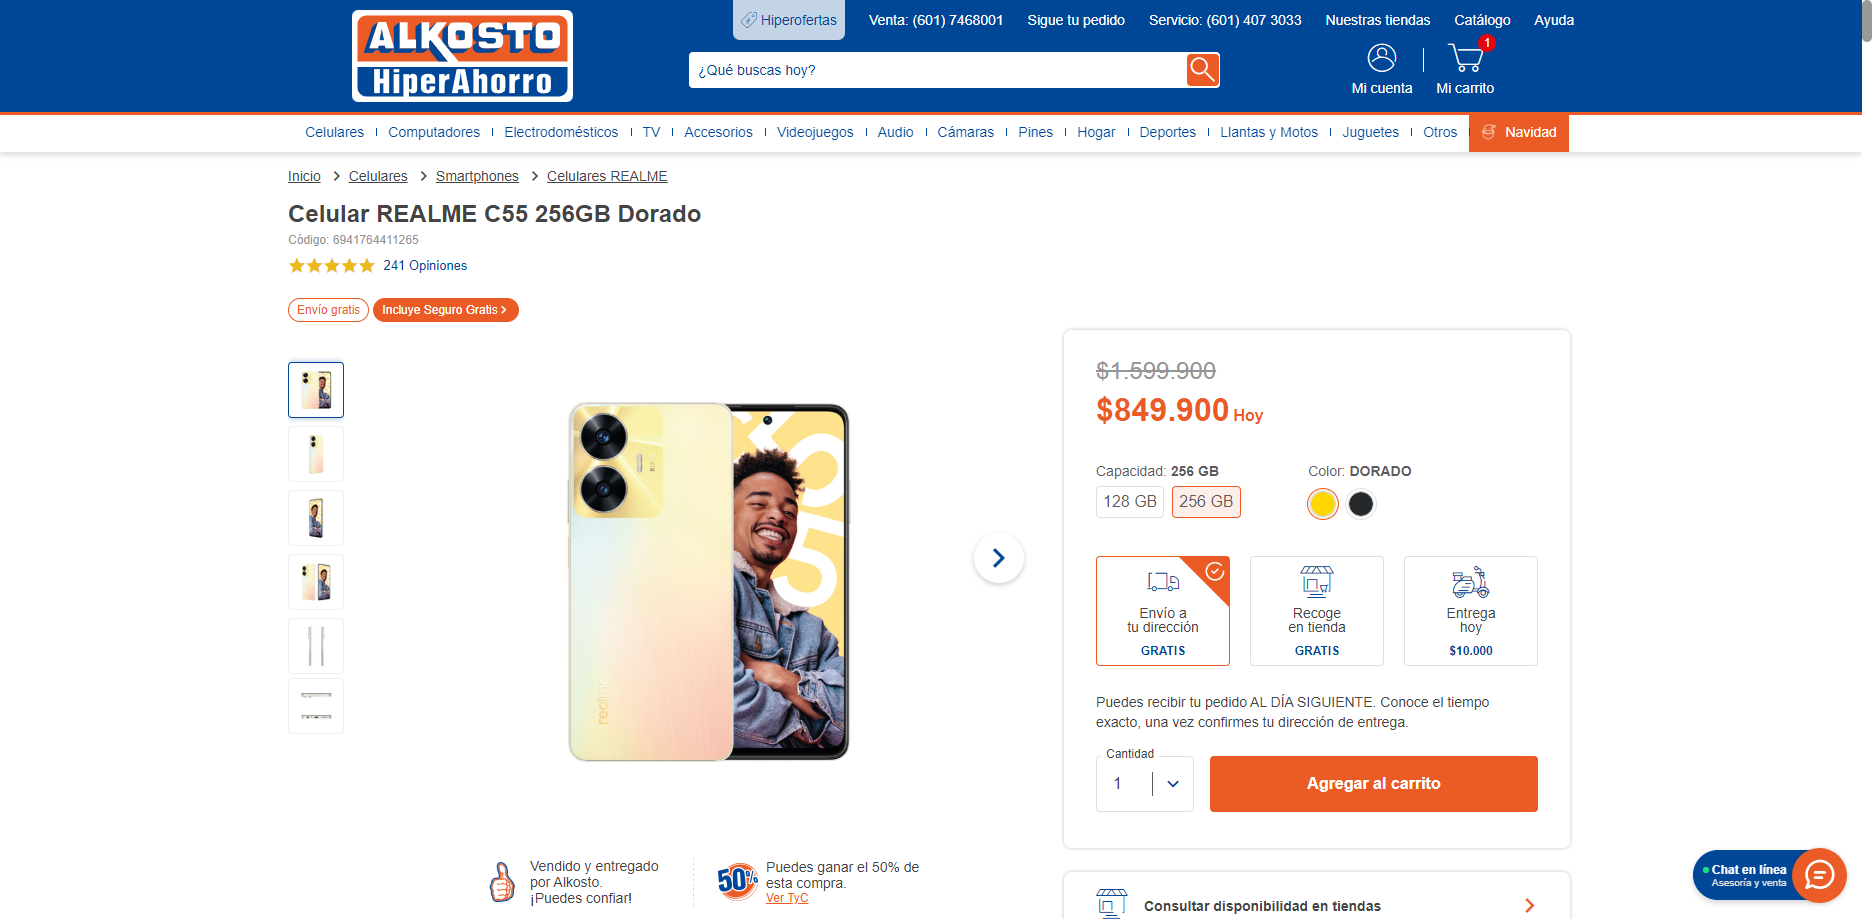 ALKOSTO
HiperAhorro
Hiperofertas
Venta: (601) 7468001
Sigue tu pedido
Servicio: (601) 407 3033
Nuestras tiendas
Catálogo
Ayuda
¿Qué buscas hoy?
1
Mi cuenta
Mi carrito
Celulares
Computadores
Electrodomésticos
TV
Accesorios
Videojuegos
Audio
Cámaras
Pines
Hogar
Deportes
Llantas y Motos
Juguetes
Otros
Navidad
Inicio > Celulares > Smartphones > Celulares REALME
Celular REALME C55 256GB Dorado
Código: 6941764411265
241 Opiniones
Envío gratis
Incluye Seguro Gratis >
realme
$1.599.900
$849.900 Hoy
Capacidad: 256 GB
Color: DORADO
128 GB
256 GB
Envío a
tu dirección
GRATIS
Recoge
en tienda
GRATIS
Entrega
hoy
$10.000
Puedes recibir tu pedido AL DÍA SIGUIENTE. Conoce el tiempo
exacto, una vez confirmes tu dirección de entrega.
Cantidad
1
Agregar al carrito
Vendido y entregado
por Alkosto.
¡Puedes confiar!
50%
Puedes ganar el 50% de
esta compra.
Ver TyC
Consultar disponibilidad en tiendas
Chat en línea
Asesoría y venta